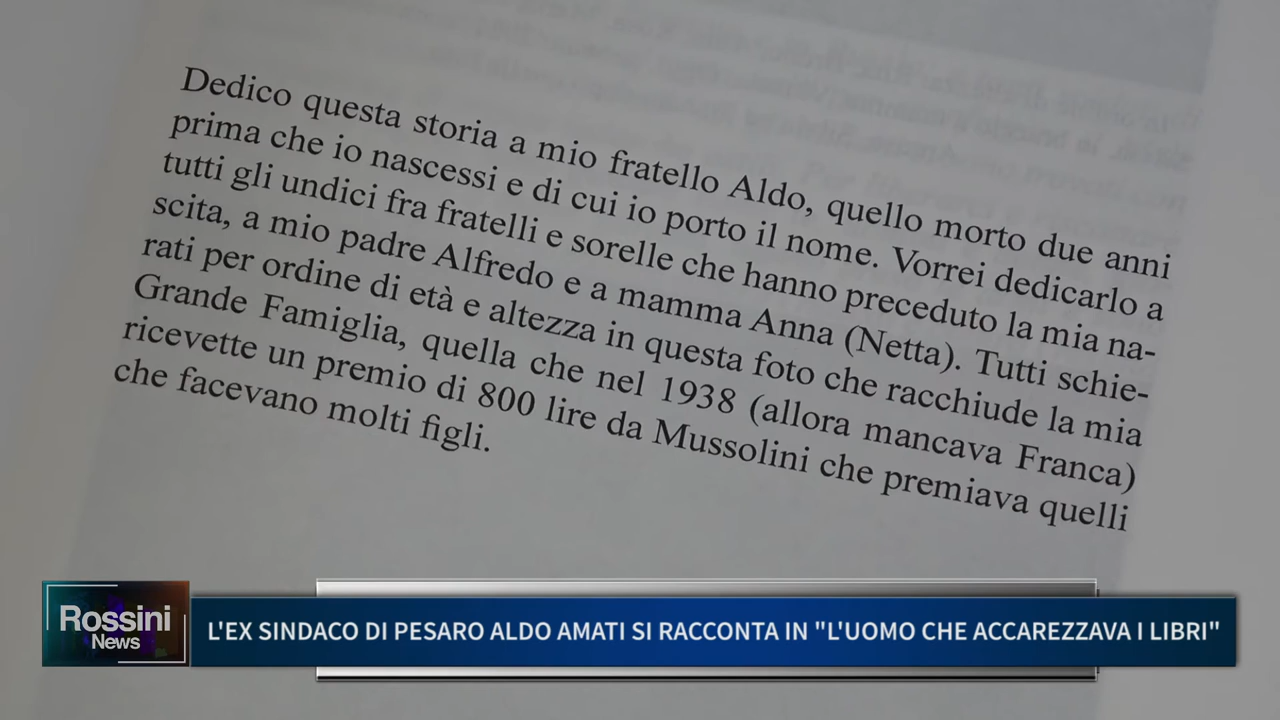 Dedico questa storia a mio fratello Aldo, quello morto due anni
prima che io nascessi e di cui io porto il nome. Vorrei dedicarlo a
tutti gli undici fra fratelli e sorelle che hanno preceduto la mia na-
scita, a mio padre Alfredo e a mamma Anna (Netta). Tutti schie-
rati per ordine di età e altezza in questa foto che racchiude la mia
Grande Famiglia, quella che nel 1938 (allora mancava Franca)
ricevette un premio di 800 lire da Mussolini che premiava quelli
che facevano molti figli.
Rossini
News
L'EX SINDACO DI PESARO ALDO AMATI SI RACCONTA IN "L'UOMO CHE ACCAREZZAVA I LIBRI"